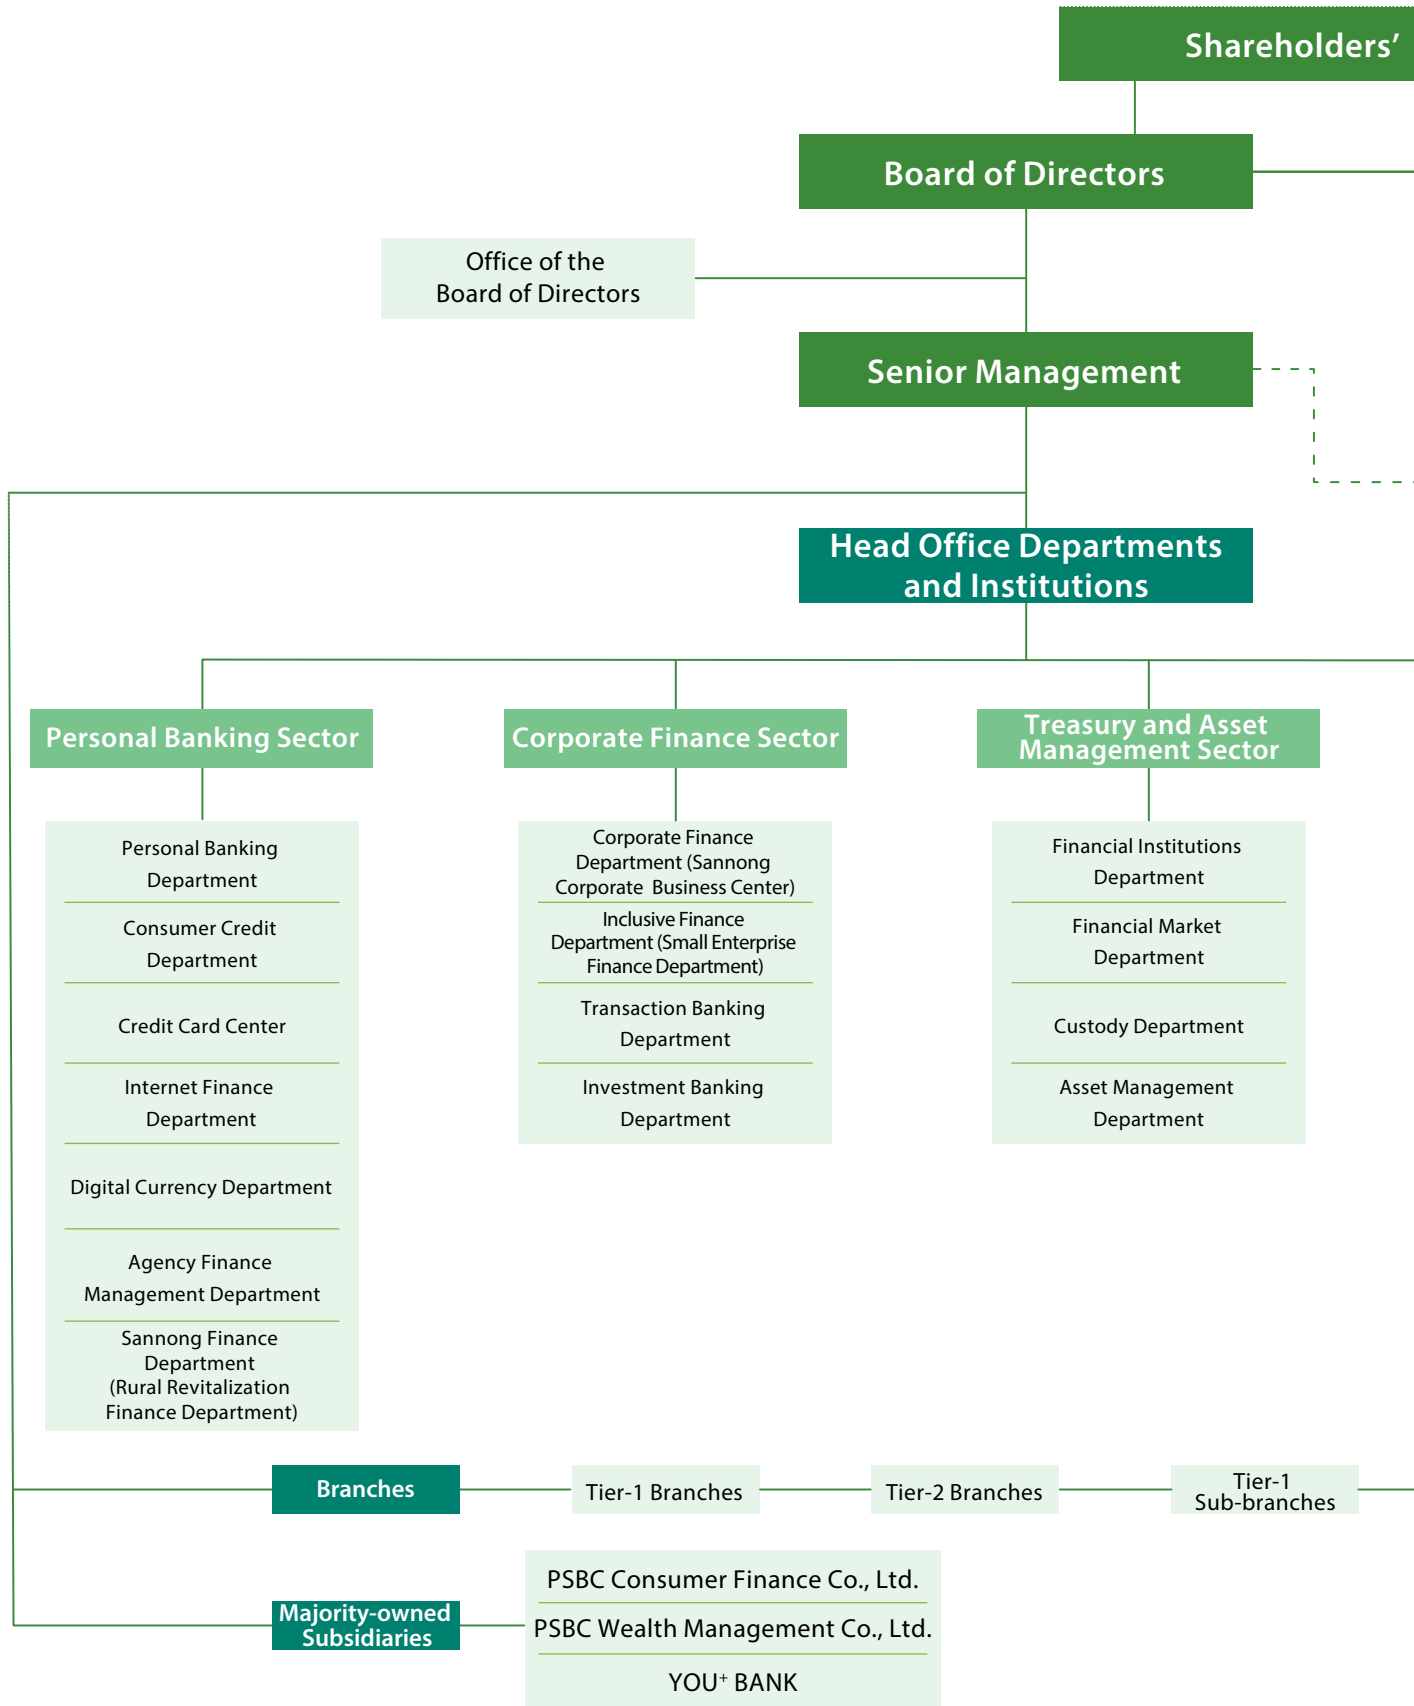 Shareholders’
Board of Directors
Office of the
Board of Directors
Senior Management
Head Office Departments
and Institutions
Personal Banking Sector
Personal Banking
Department
Consumer Credit
Department
Credit Card Center
Internet Finance
Department
Digital Currency Department
Agency Finance
Management Department
Sannong Finance
Department
(Rural Revitalization
Finance Department)
Corporate Finance Sector
Corporate Finance
Department (Sannong
Corporate Business Center)
Inclusive Finance
Department (Small Enterprise
Finance Department)
Transaction Banking
Department
Investment Banking
Department
Treasury and Asset
Management Sector
Financial Institutions
Department
Financial Market
Department
Custody Department
Asset Management
Department
Branches
Tier-1 Branches
Tier-2 Branches
Tier-1
Sub-branches
Majority-owned
Subsidiaries
PSBC Consumer Finance Co., Ltd.
PSBC Wealth Management Co., Ltd.
YOU⁺ BANK